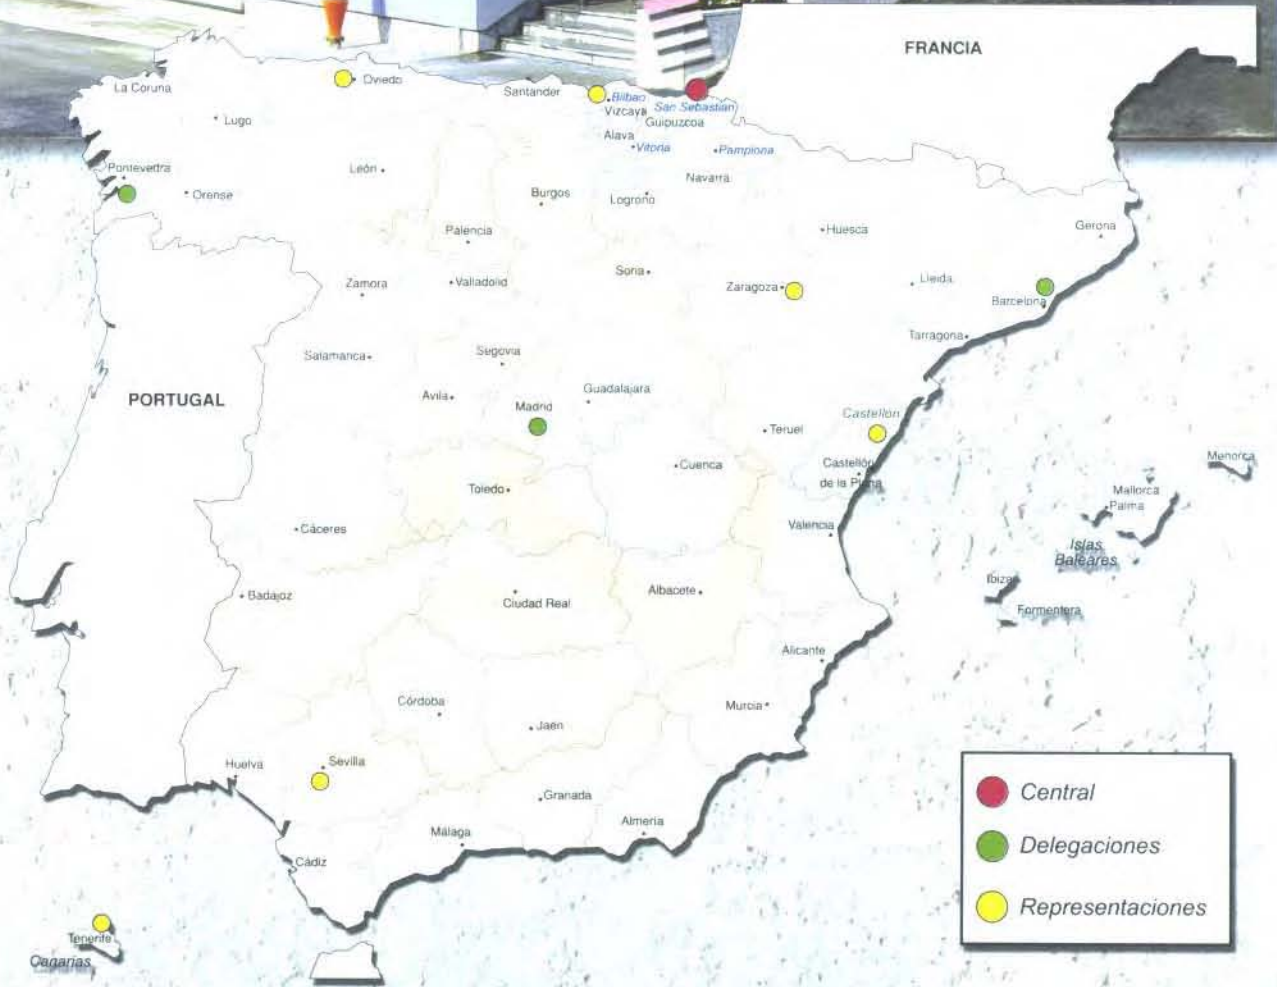 FRANCIA
La Coruna
Oviedo
Santander
Bilbao
Vizcaya
San Sebastian
Guipuzcoa
Lugo
Alava
Vitoria
Pamplona
Pontevedra
León
Navarra
Orense
Burgos
Logroño
Palencia
Huesca
Gerona
Soria
Zamora
Valladolid
Zaragoza
Lleida
Barcelona
Tarragona
Salamanca
Segovia
PORTUGAL
Avila
Madrid
Guadalajara
Castellón
Teruel
Cuenca
Castellón
de la Plana
Menorca
Toledo
Mallorca
Palma
Cáceres
Valencia
Islas
Baleares
Badajoz
Ciudad Real
Albacete
Ibiza
Formentera
Alicante
Córdoba
Murcia
Jaen
Huelva
Sevilla
Granada
Málaga
Almeria
Cádiz
Central
Delegaciones
Representaciones
Tenerife
Canarias